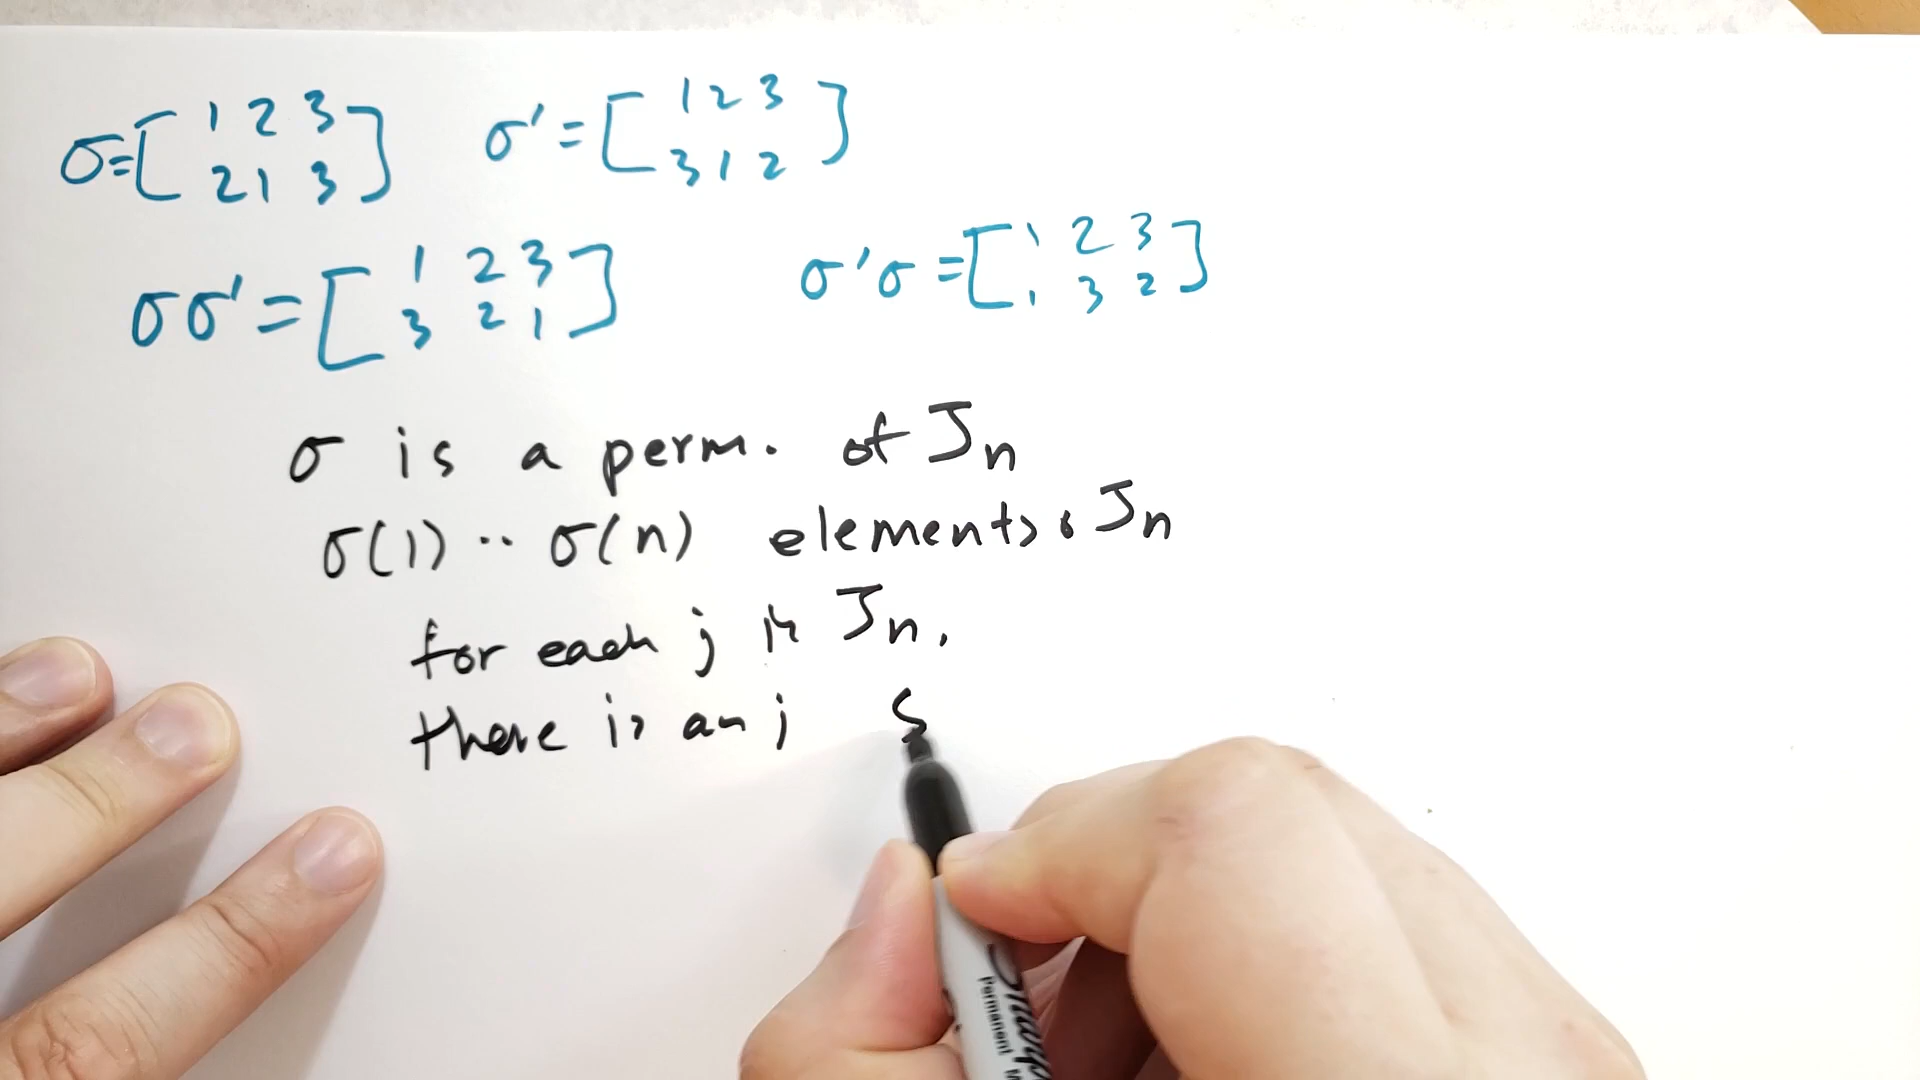 σ = [ 1 2 3 / 2 1 3 ] σ' = [ 1 2 3 / 3 1 2 ]
σσ' = [ 1 2 3 / 3 2 1 ] σ'σ = [ 1 2 3 / 1 3 2 ]
σ is a perm. of Jn
σ(1) .. σ(n) elements Jn
for each j in Jn.
there is an j S
Sharp
Permanent M